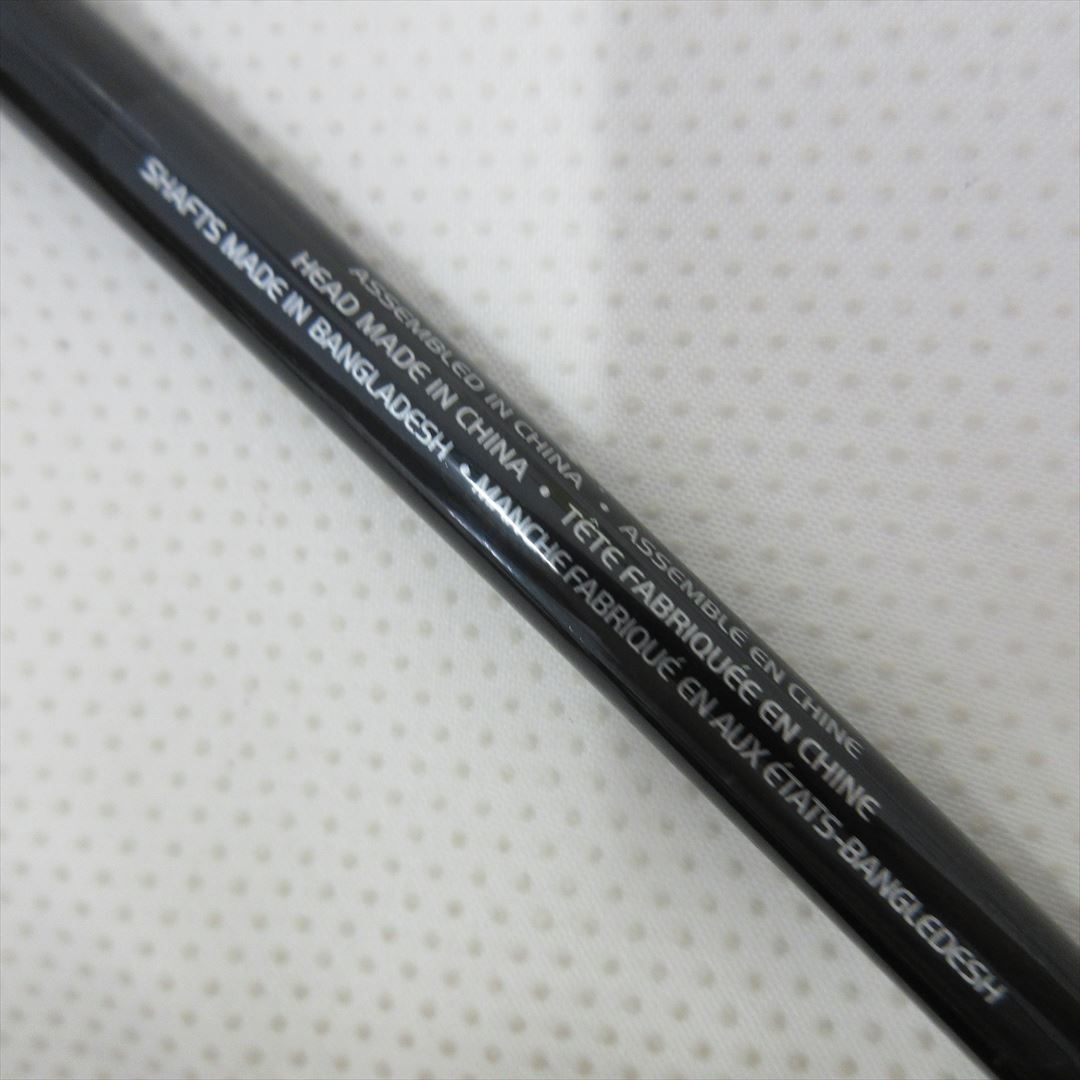 ASSEMBLED IN CHINA • ASSEMBLE EN CHINE
HEAD MADE IN CHINA • TÊTE FABRIQUÉE EN CHINE
SHAFTS MADE IN BANGLADESH • MANCHE FABRIQUÉ EN AUX ÉTATS-BANGLEDESH